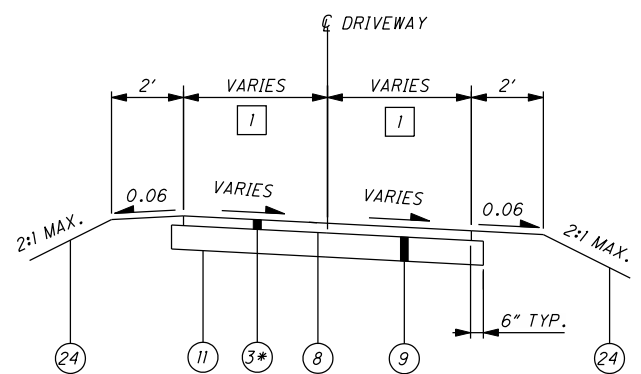 ℄ DRIVEWAY
2' VARIES VARIES 2'
1 1
0.06 VARIES VARIES 0.06
2:1 MAX. 2:1 MAX.
6" TYP.
24 11 3* 8 9 24